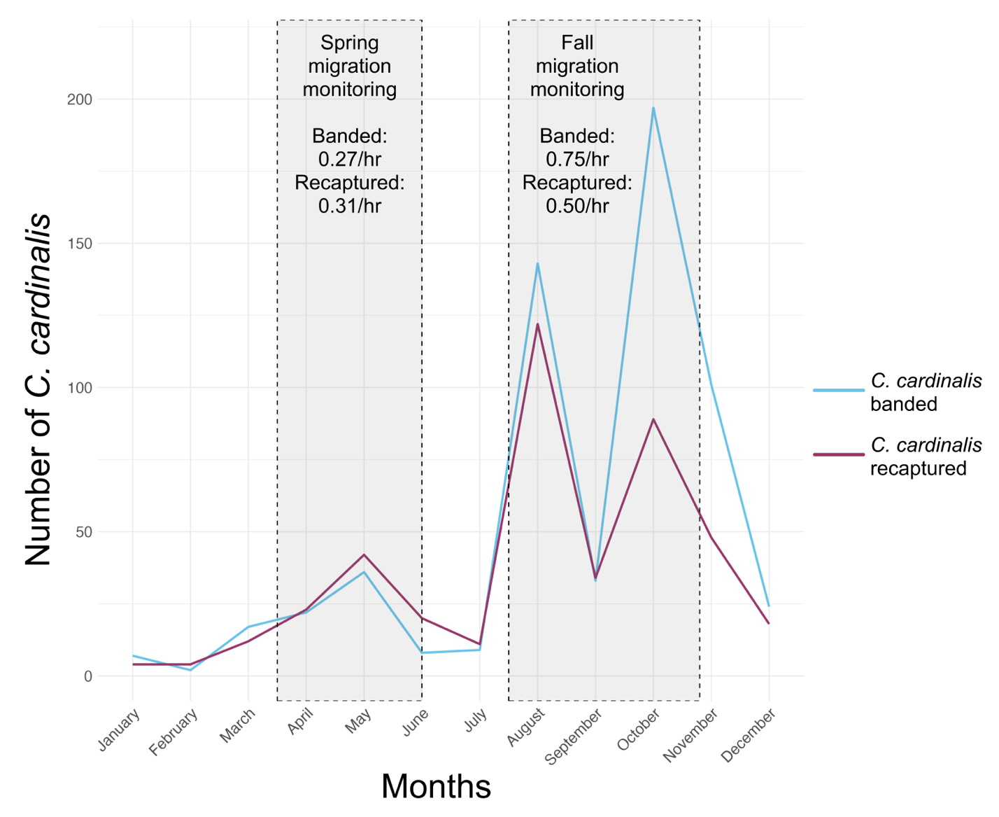 Spring
migration
monitoring
Banded:
0.27/hr
Recaptured:
0.31/hr
Fall
migration
monitoring
Banded:
0.75/hr
Recaptured:
0.50/hr
Number of C. cardinalis
200
150
100
50
0
January
February
March
April
May
June
July
August
September
October
November
December
Months
C. cardinalis
banded
C. cardinalis
recaptured